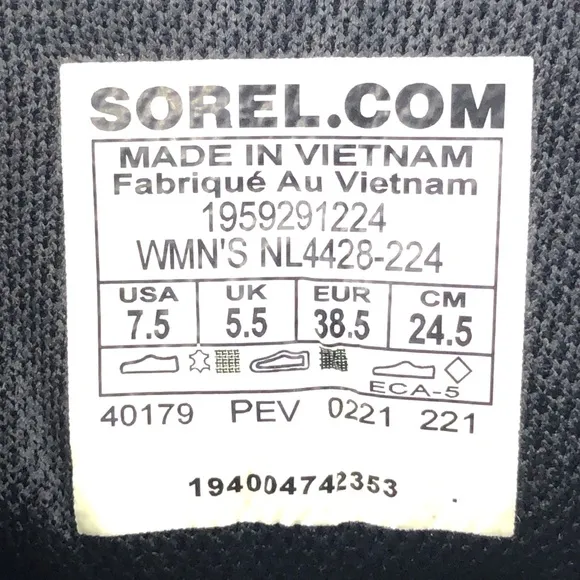 SOREL.COM
MADE IN VIETNAM
Fabriqué Au Vietnam
1959291224
WMN'S NL4428-224
USA UK EUR CM
7.5 5.5 38.5 24.5
ECA-5
40179 PEV 0221 221
194004742353